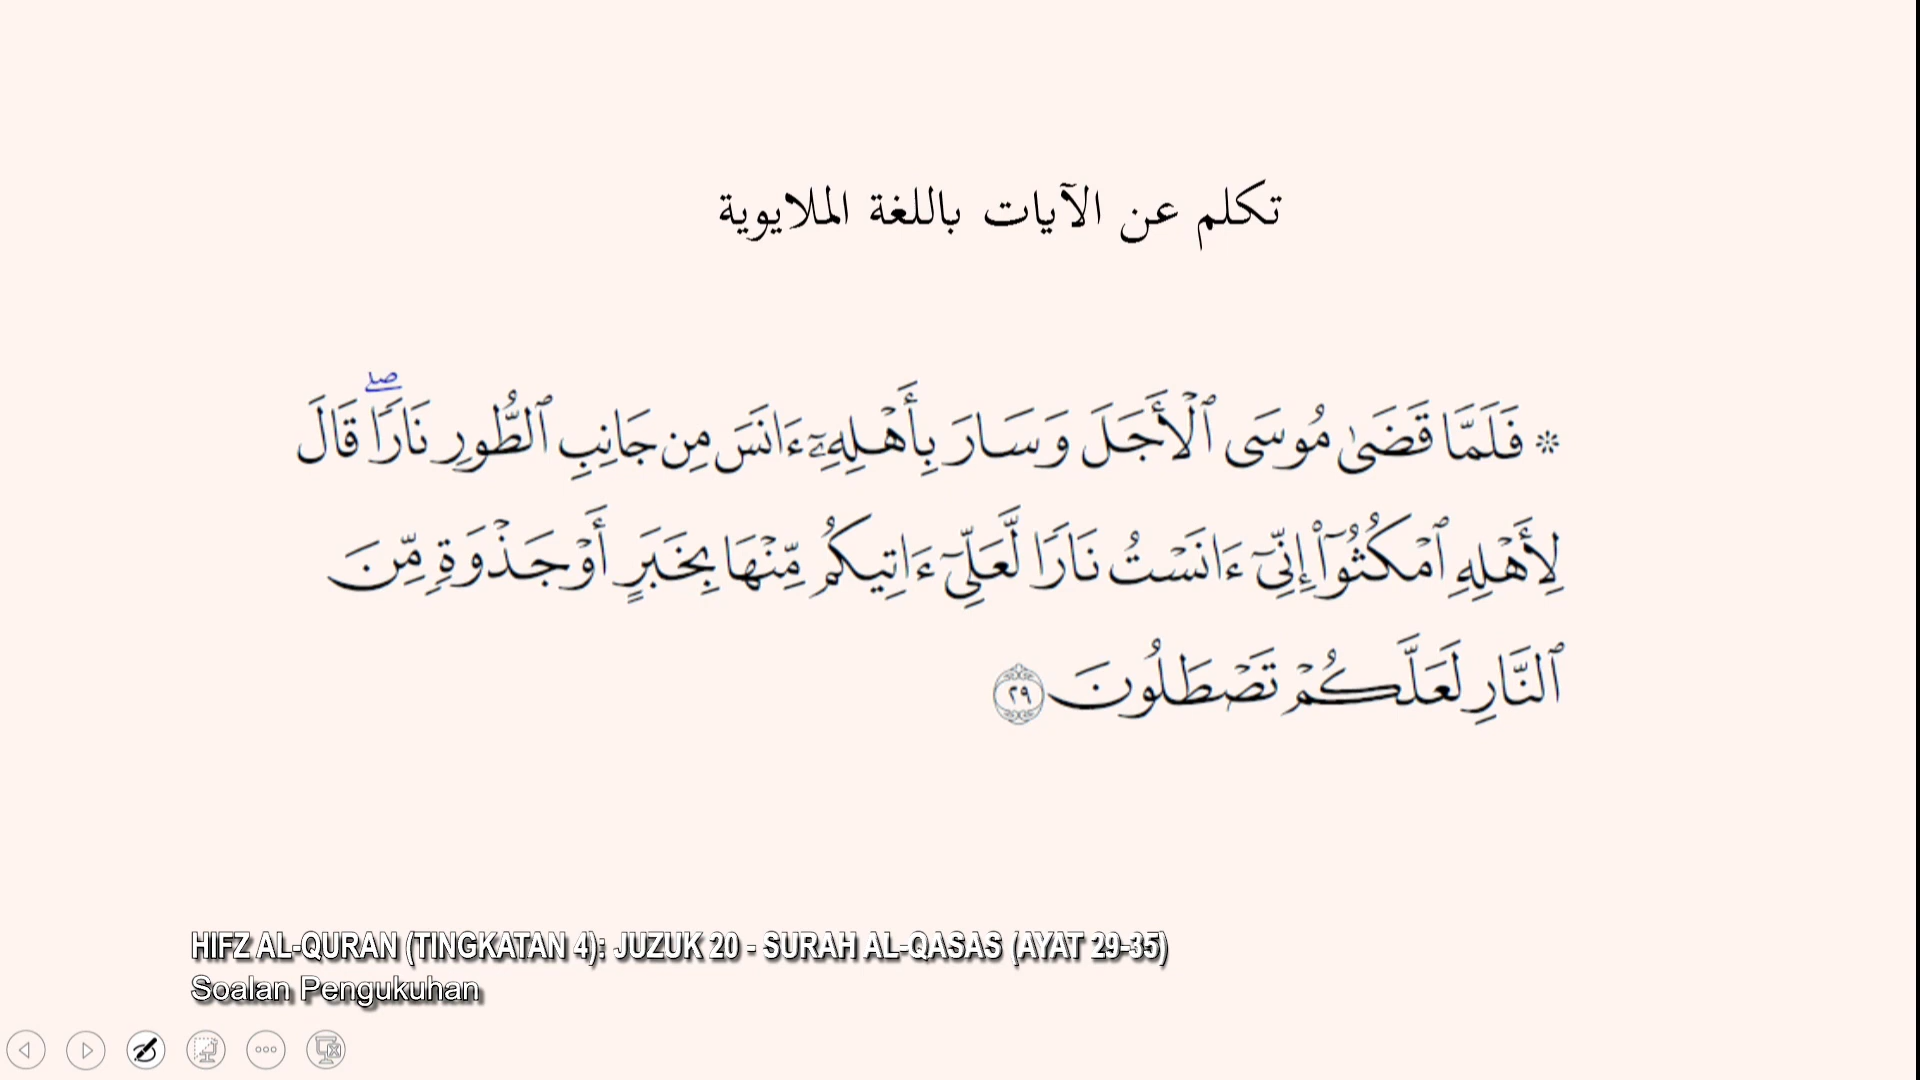 تكلم عن الآيات باللغة الملايوية
۞ فَلَمَّا قَضَىٰ مُوسَى ٱلْأَجَلَ وَسَارَ بِأَهْلِهِۦٓ ءَانَسَ مِن جَانِبِ ٱلطُّورِ نَارًاۖ قَالَ
لِأَهْلِهِ ٱمْكُثُوٓا۟ إِنِّىٓ ءَانَسْتُ نَارًا لَّعَلِّىٓ ءَاتِيكُم مِّنْهَا بِخَبَرٍ أَوْ جَذْوَةٍ مِّنَ
ٱلنَّارِ لَعَلَّكُمْ تَصْطَلُونَ ٢٩
HIFZ AL-QURAN (TINGKATAN 4): JUZUK 20 - SURAH AL-QASAS (AYAT 29-35)
Soalan Pengukuhan